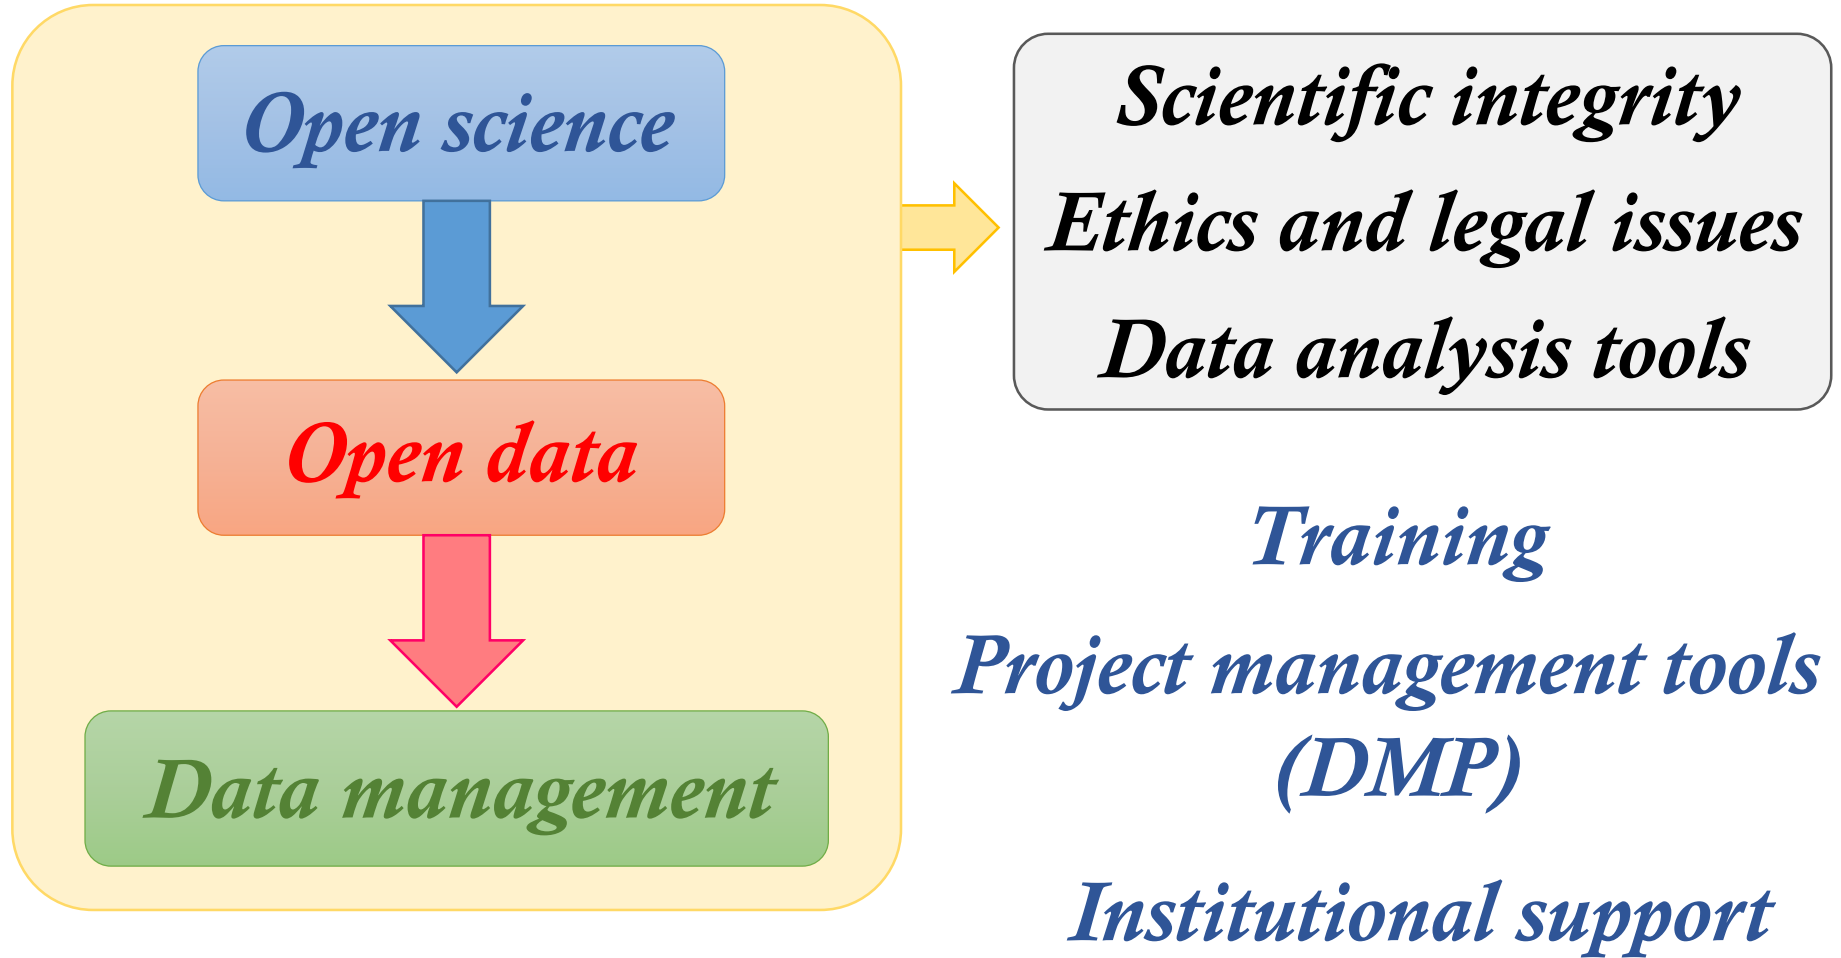 Open science
Open data
Data management
Scientific integrity
Ethics and legal issues
Data analysis tools
Training
Project management tools
(DMP)
Institutional support